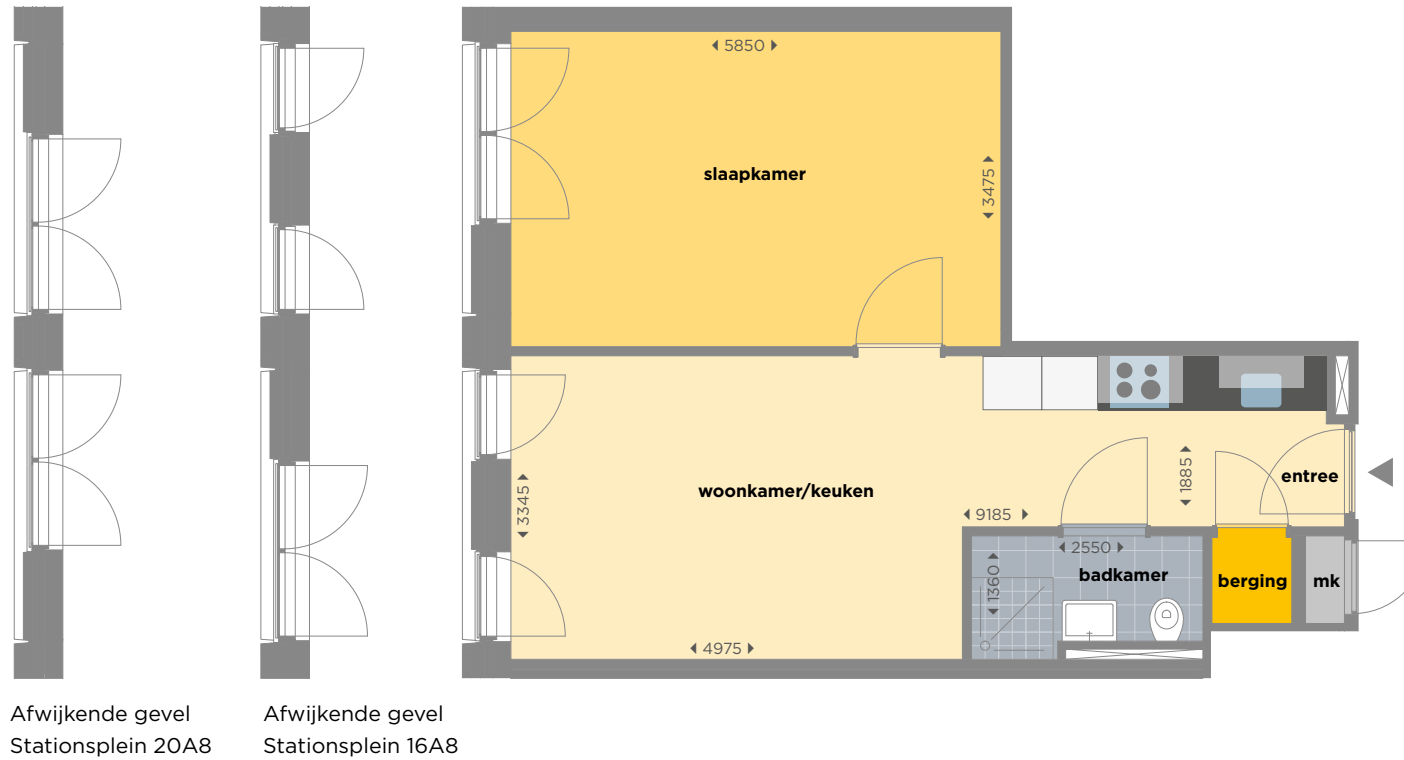 5850
slaapkamer
3475
woonkamer/keuken
3345
1885
entree
9185
2550
1360
badkamer
berging
mk
4975
Afwijkende gevel
Stationsplein 20A8
Afwijkende gevel
Stationsplein 16A8